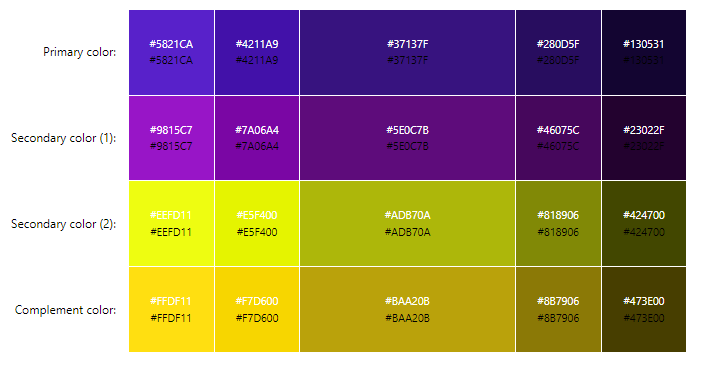 Primary color:
#5821CA #4211A9 #37137F #280D5F #130531
#5821CA #4211A9 #37137F #280D5F #130531
Secondary color (1):
#9815C7 #7A06A4 #5E0C7B #46075C #23022F
#9815C7 #7A06A4 #5E0C7B #46075C #23022F
Secondary color (2):
#EEFD11 #E5F400 #ADB70A #818906 #424700
#EEFD11 #E5F400 #ADB70A #818906 #424700
Complement color:
#FFDF11 #F7D600 #BAA20B #8B7906 #473E00
#FFDF11 #F7D600 #BAA20B #8B7906 #473E00